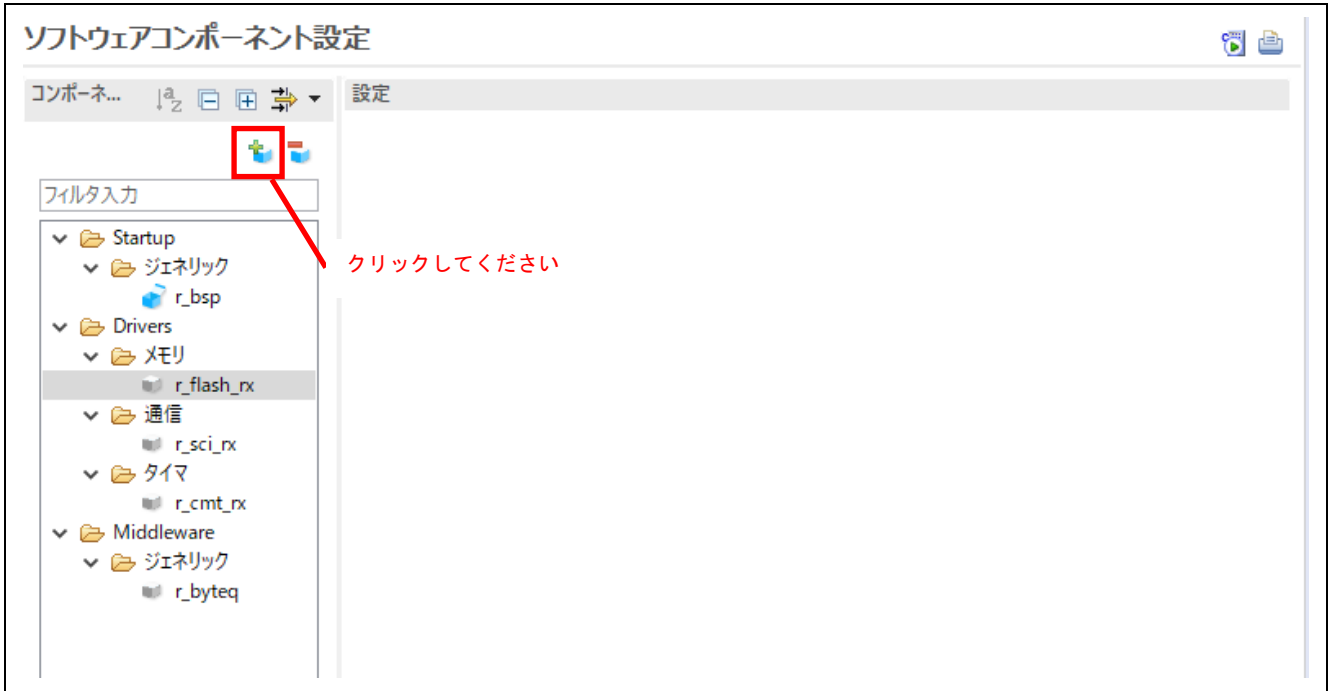 ソフトウェアコンポーネント設定
コンポーネ...
設定
フィルタ入力
Startup
ジェネリック
r_bsp
クリックしてください
Drivers
メモリ
r_flash_rx
通信
r_sci_rx
タイマ
r_cmt_rx
Middleware
ジェネリック
r_byteq